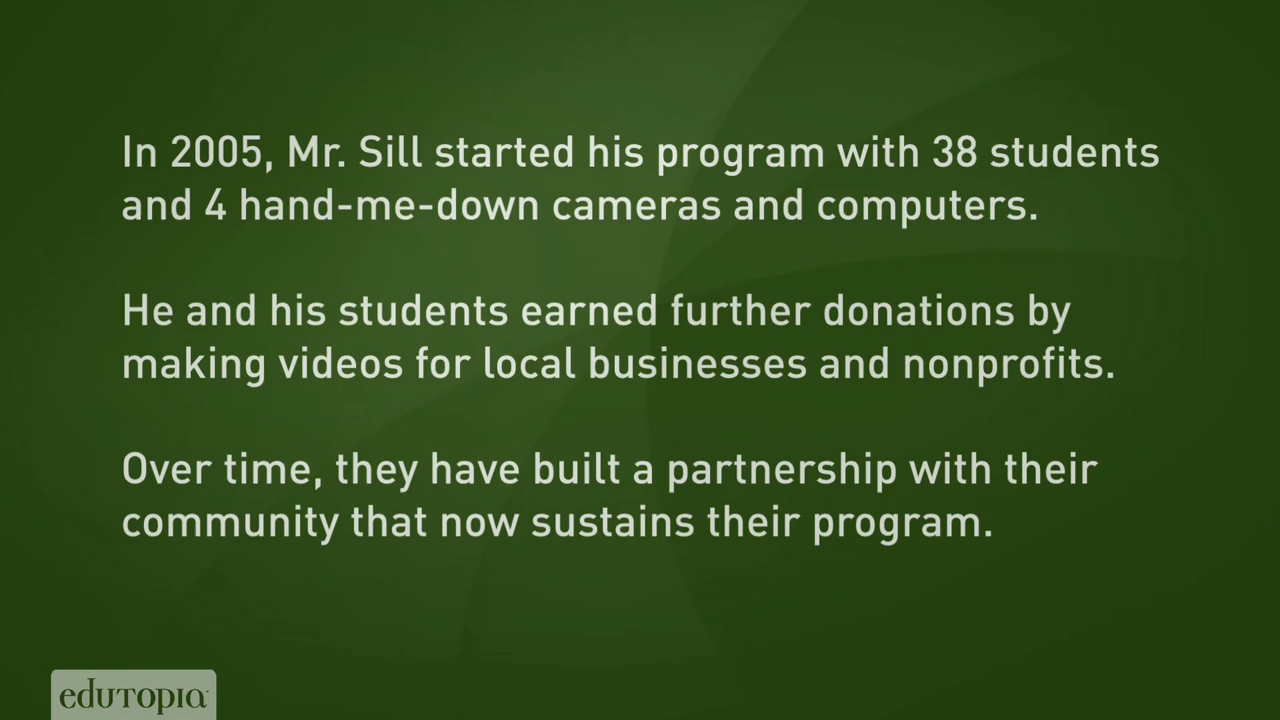 In 2005, Mr. Sill started his program with 38 students
and 4 hand-me-down cameras and computers.
He and his students earned further donations by
making videos for local businesses and nonprofits.
Over time, they have built a partnership with their
community that now sustains their program.
edutopia